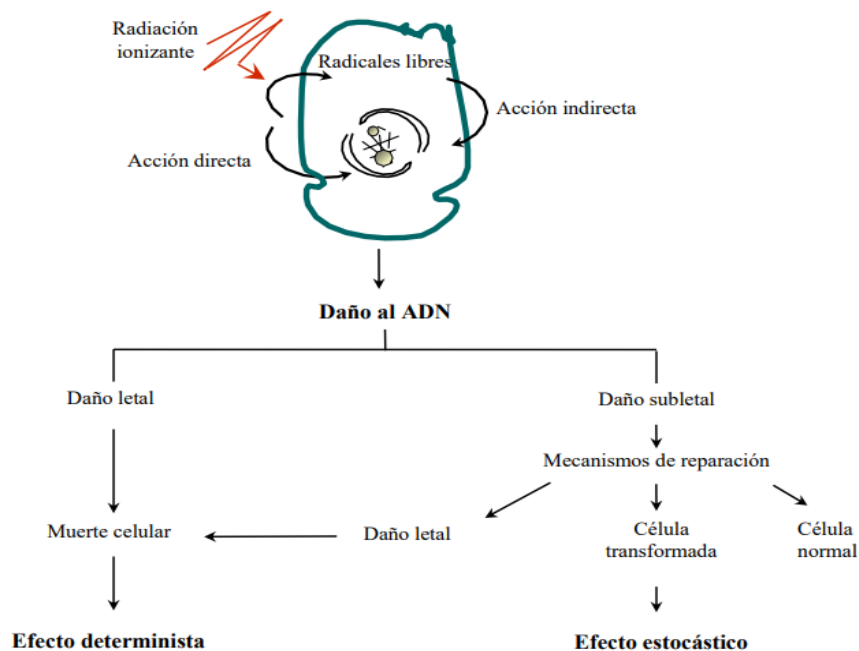 Radiación
ionizante
Radicales libres
Acción indirecta
Acción directa
Daño al ADN
Daño letal
Daño subletal
Mecanismos de reparación
Muerte celular
Daño letal
Célula
transformada
Célula
normal
Efecto determinista
Efecto estocástico